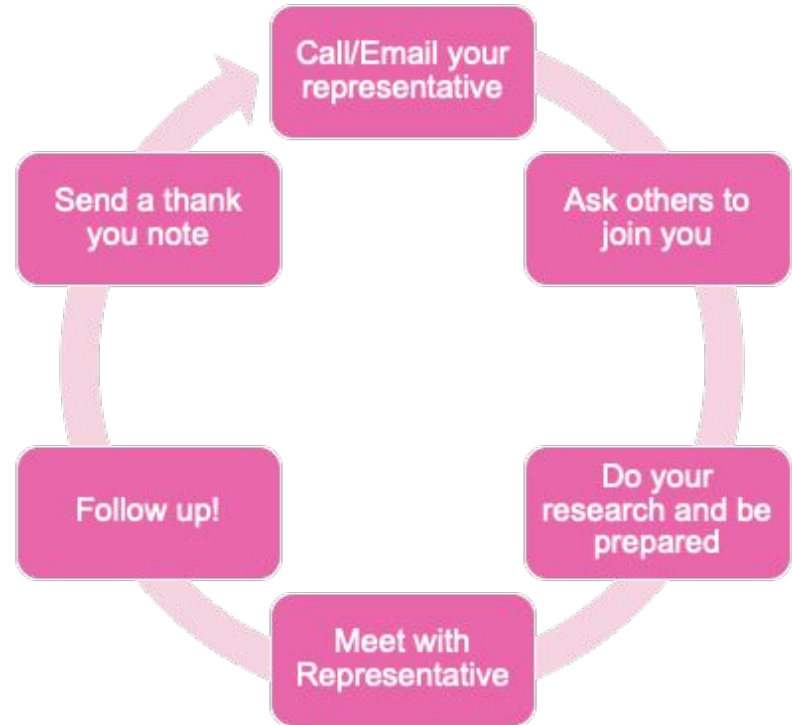 Call/Email your
representative
Ask others to
join you
Do your
research and be
prepared
Meet with
Representative
Follow up!
Send a thank
you note